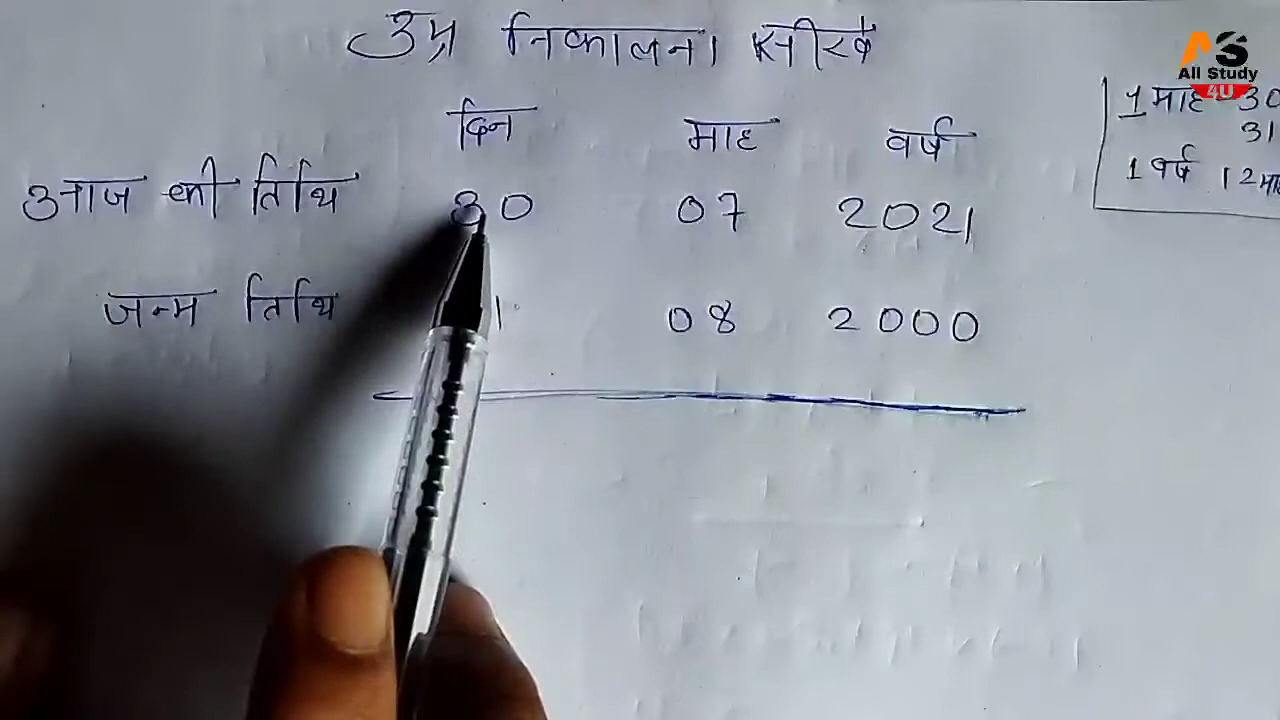 उम्र निकालना सीखें
All Study
4U
दिन माह वर्ष
1 माह 30
31
1 वर्ष 12 माह
आज की तिथि 30 07 2021
जन्म तिथि 1 08 2000